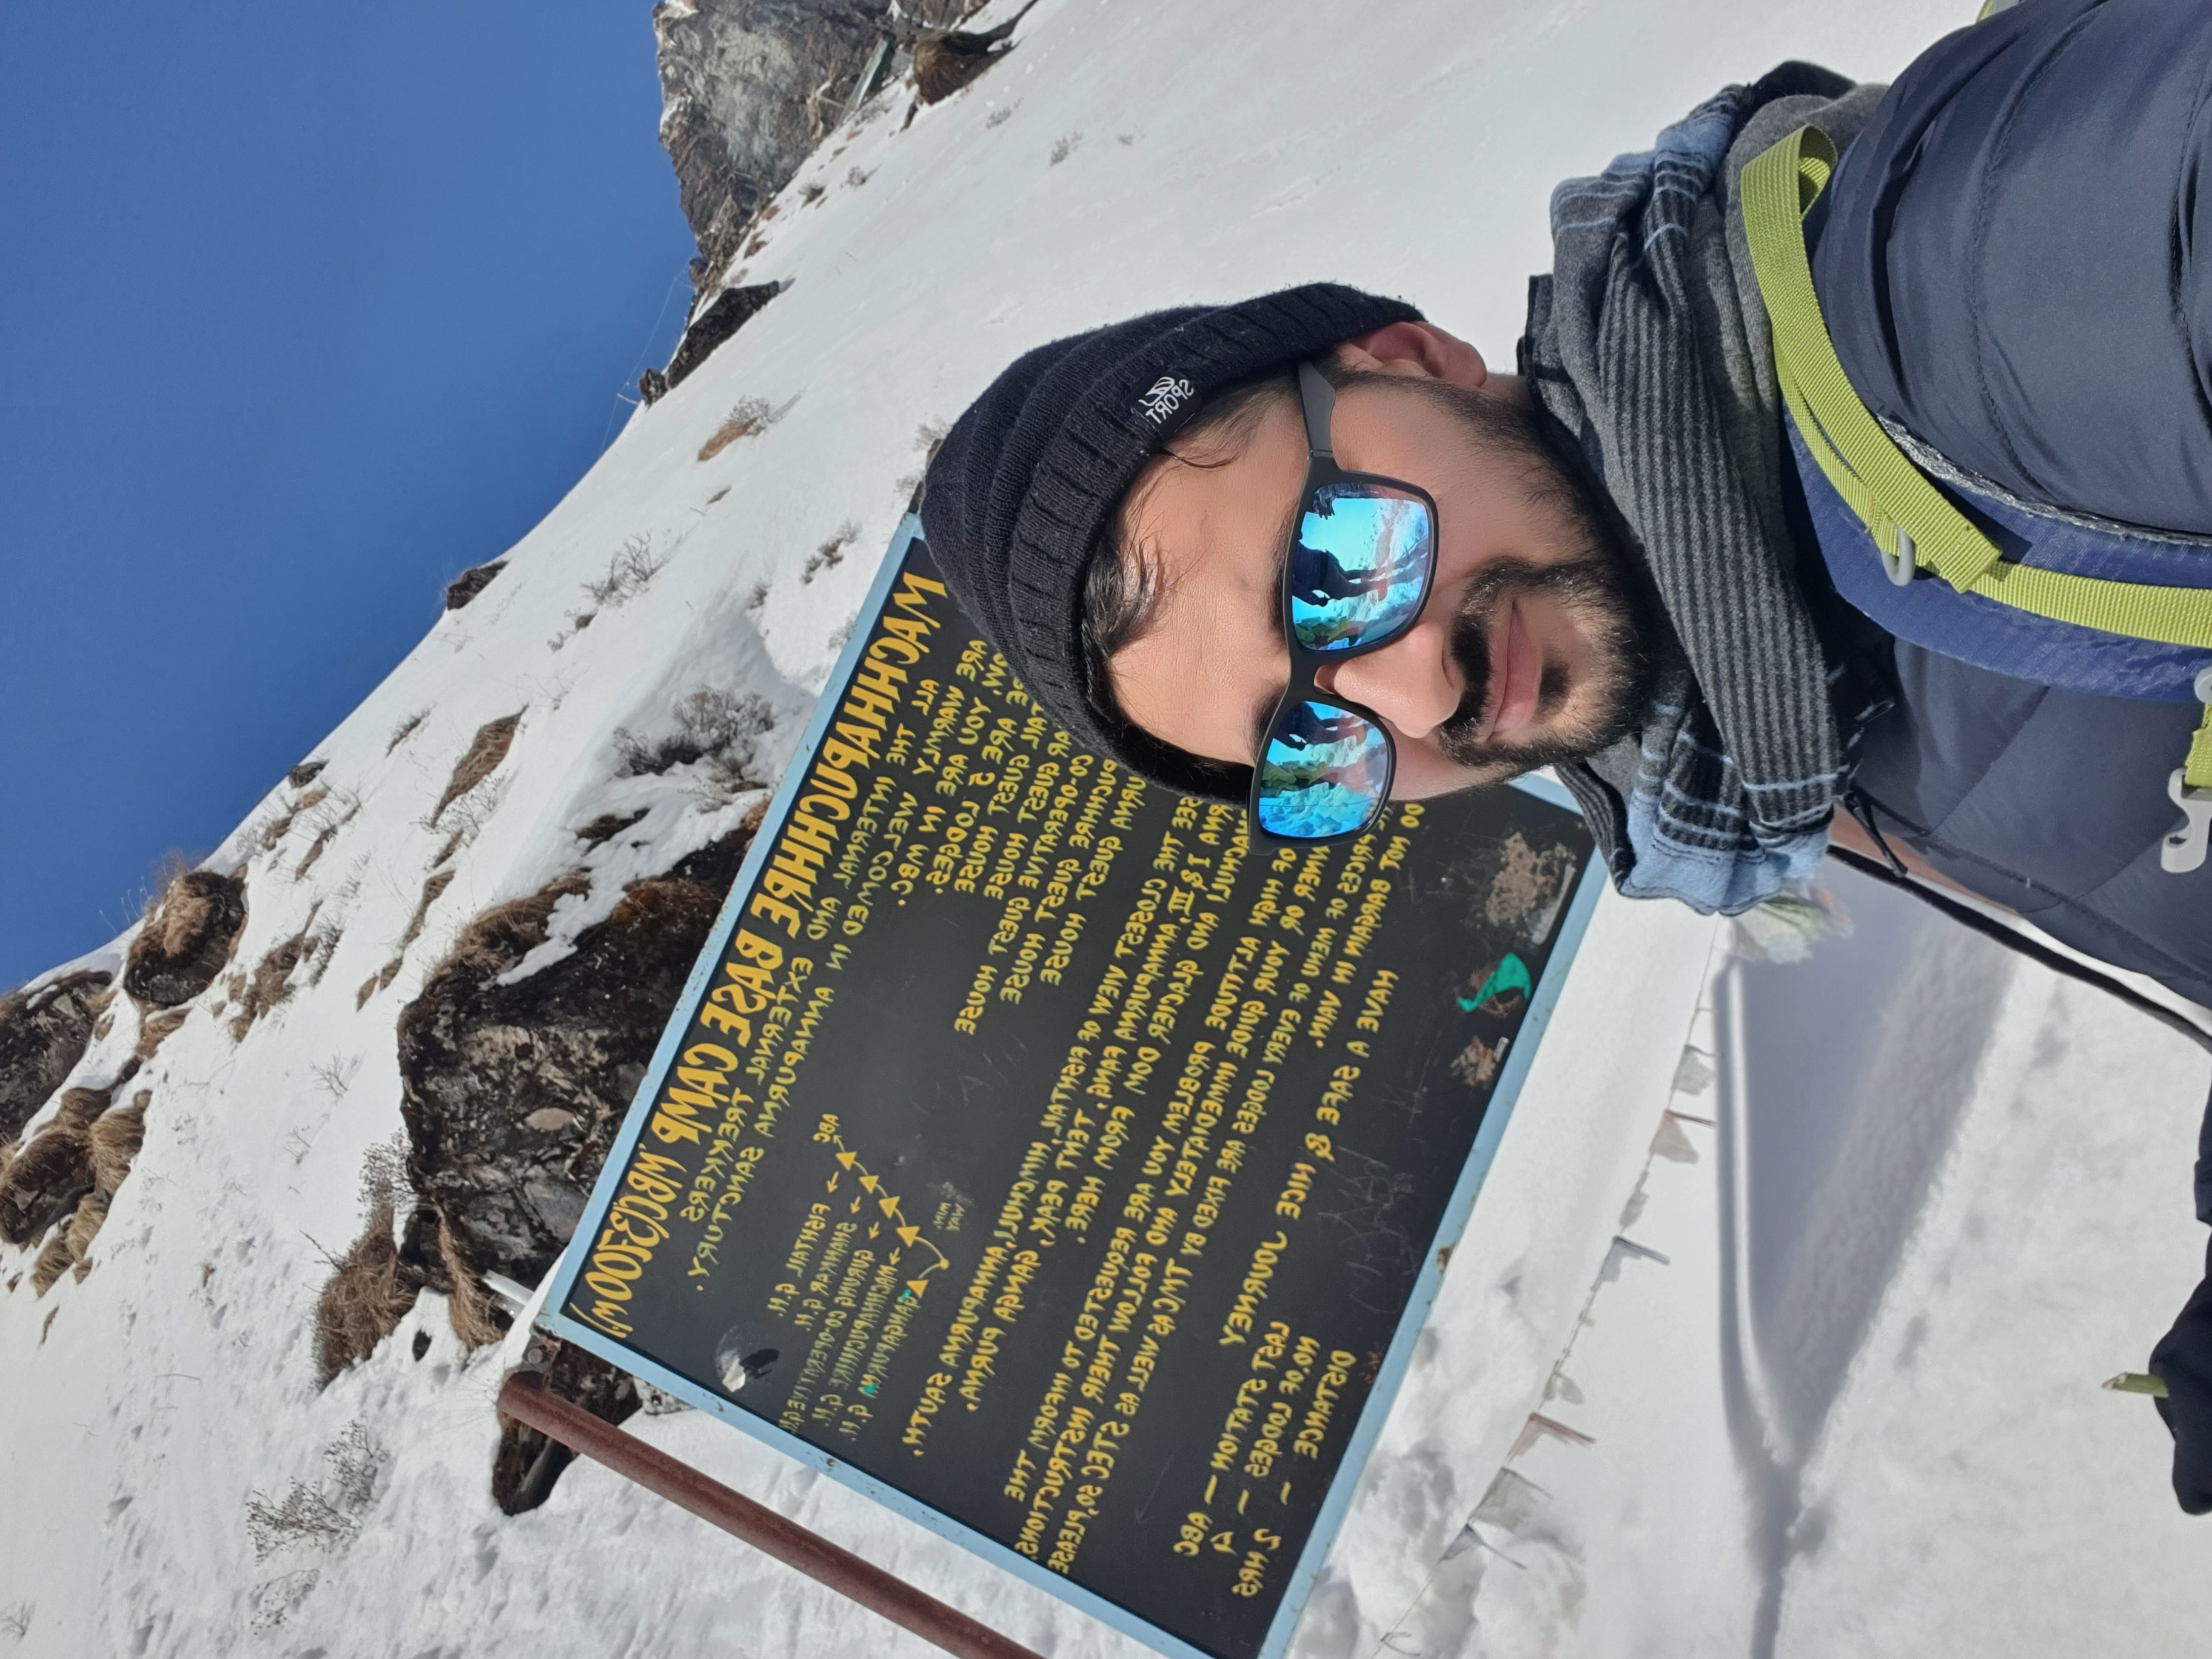 MACHHAPUCHHRE BASE CAMP 'MBC'(3700m)
ALL THE INTERNAL AND EXTERNAL TREKKERS
ARE WARMLY WELCOMED IN ANNAPURNA SANCTURY.
YOU ARE IN MBC.
ARE 5 LODGES.
GUEST HOUSE
GUEST HOUSE
CO-OPERATIVE GUEST HOUSE
GUEST HOUSE
GUEST HOUSE
FISHTAIL G.H.
SHANKAR G.H.
GURUNG CO-OPERATIVE G.H.
MACHHAPUCHHRE G.H.
GANGAPURNA G.H.
ABC
MIN. WAY
SEE THE CLOSEST VIEW OF FISHTAIL, HIMCHULI, ANNAPURNA SAUTH,
I & III, ANNAPURNA FANG, TENT PEAK, GANGA PURNA,
AND GLACIER DOM FROM HERE.
OF HIGH ALTITUDE PROBLEM YOU ARE REQUESTED TO INFORM THE
OR YOUR GUIDE IMMEDIATELY AND FOLLOW THEIR INSTRUCTIONS,
PRICES OF MENU OF EVERY LODGES ARE FIXED BY TMC AS WELL AS STEC SO, PLEASE
DO NOT BARGAIN IN VAIN.
HAVE A SAFE & NICE JOURNEY
LAST STATION — ABC
NO. OF LODGES — 4
DISTANCE — 2 HRS
SPORT